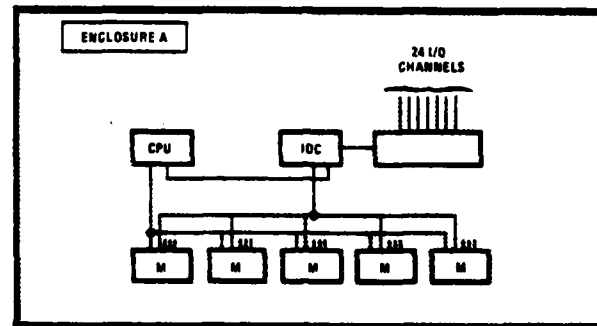 ENCLOSURE A
24 I/O
CHANNELS
CPU
IOC
M M M M M